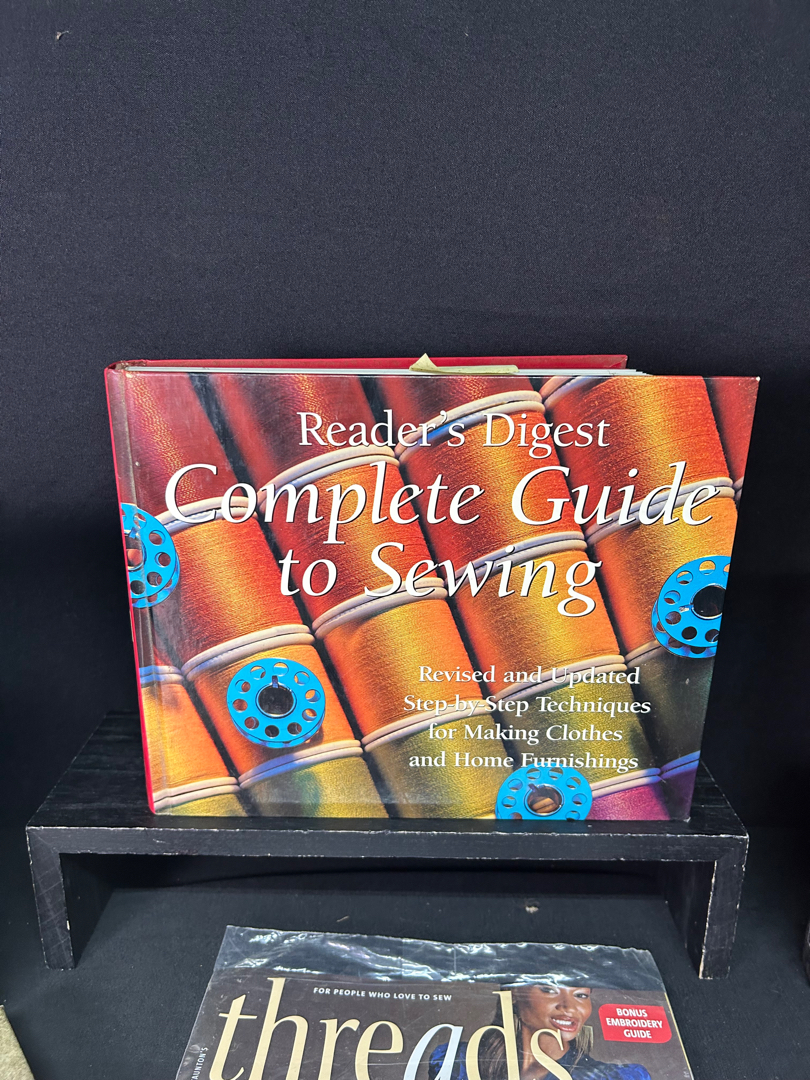 Reader's Digest
Complete Guide
to Sewing
Revised and Updated
Step-by-Step Techniques
for Making Clothes
and Home Furnishings
FOR PEOPLE WHO LOVE TO SEW
threads
BONUS
EMBROIDERY
GUIDE